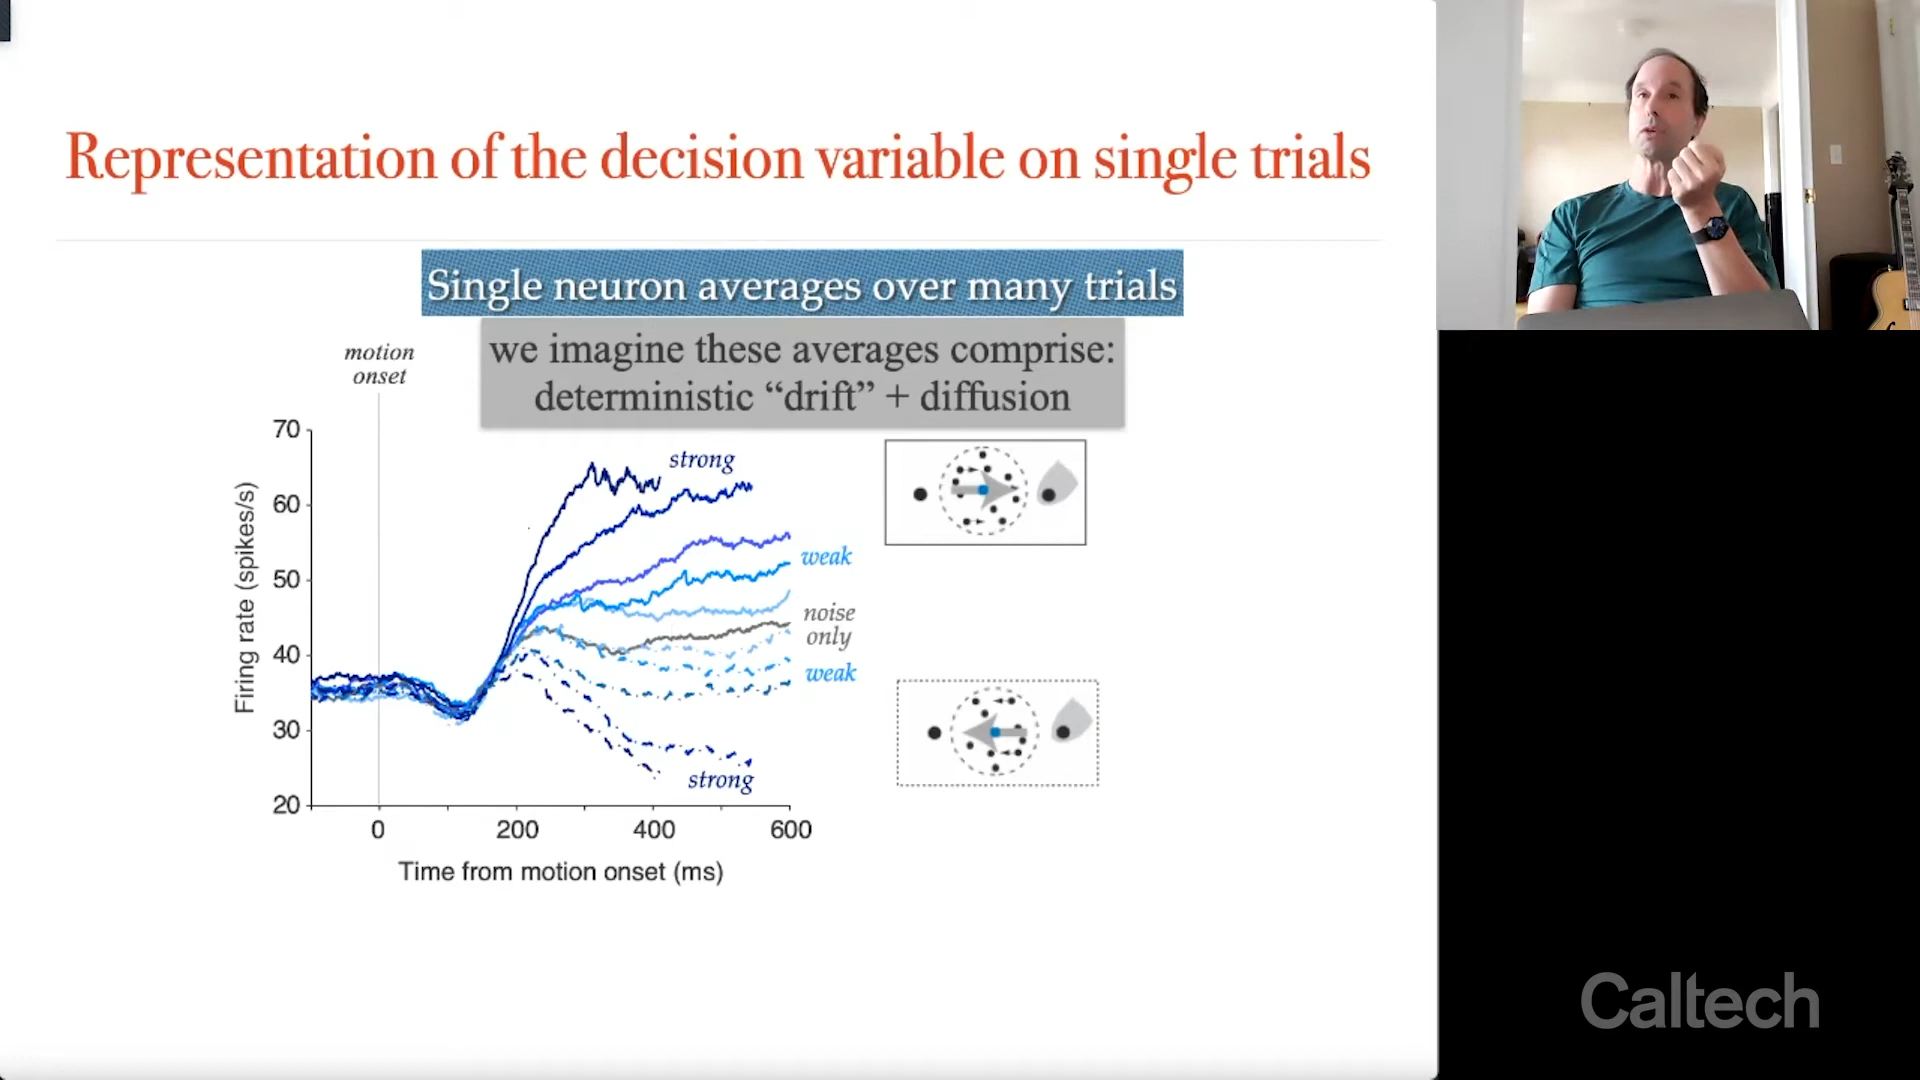 Representation of the decision variable on single trials
Single neuron averages over many trials
we imagine these averages comprise:
deterministic “drift” + diffusion
motion
onset
70
60
50
40
30
20
Firing rate (spikes/s)
strong
weak
noise
only
weak
strong
0
200
400
600
Time from motion onset (ms)
Caltech